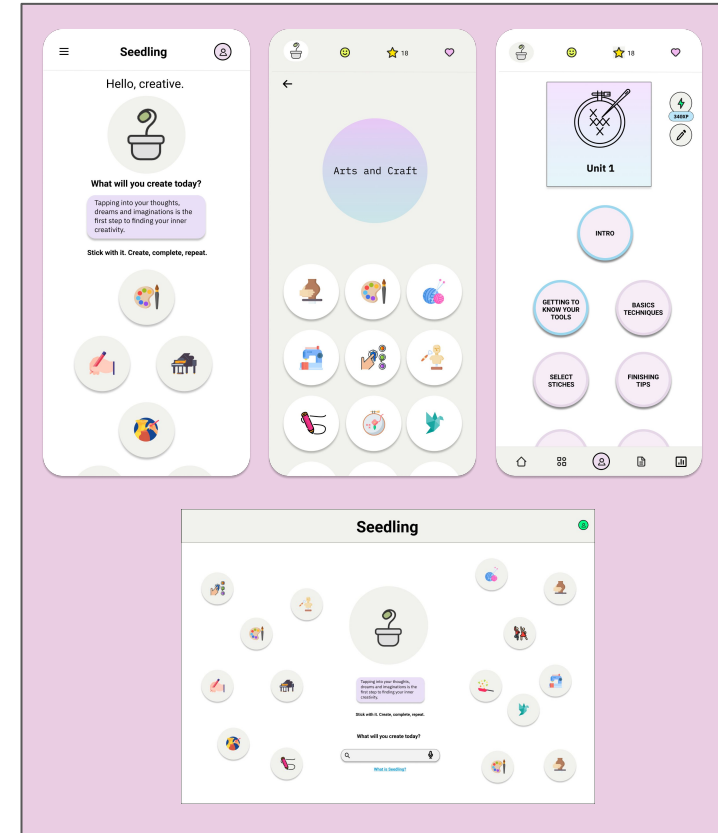 Seedling
Hello, creative.
What will you create today?
Tapping into your thoughts,
dreams and imaginations is the
first step to finding your inner
creativity.
Stick with it. Create, complete, repeat.
18
Arts and Craft
18
340XP
Unit 1
INTRO
GETTING TO
KNOW YOUR
TOOLS
BASICS
TECHNIQUES
SELECT
STICHES
FINISHING
TIPS
Seedling
Tapping into your thoughts,
dreams and imaginations is the
first step to finding your inner
creativity.
Stick with it. Create, complete, repeat.
What will you create today?
What is Seedling?